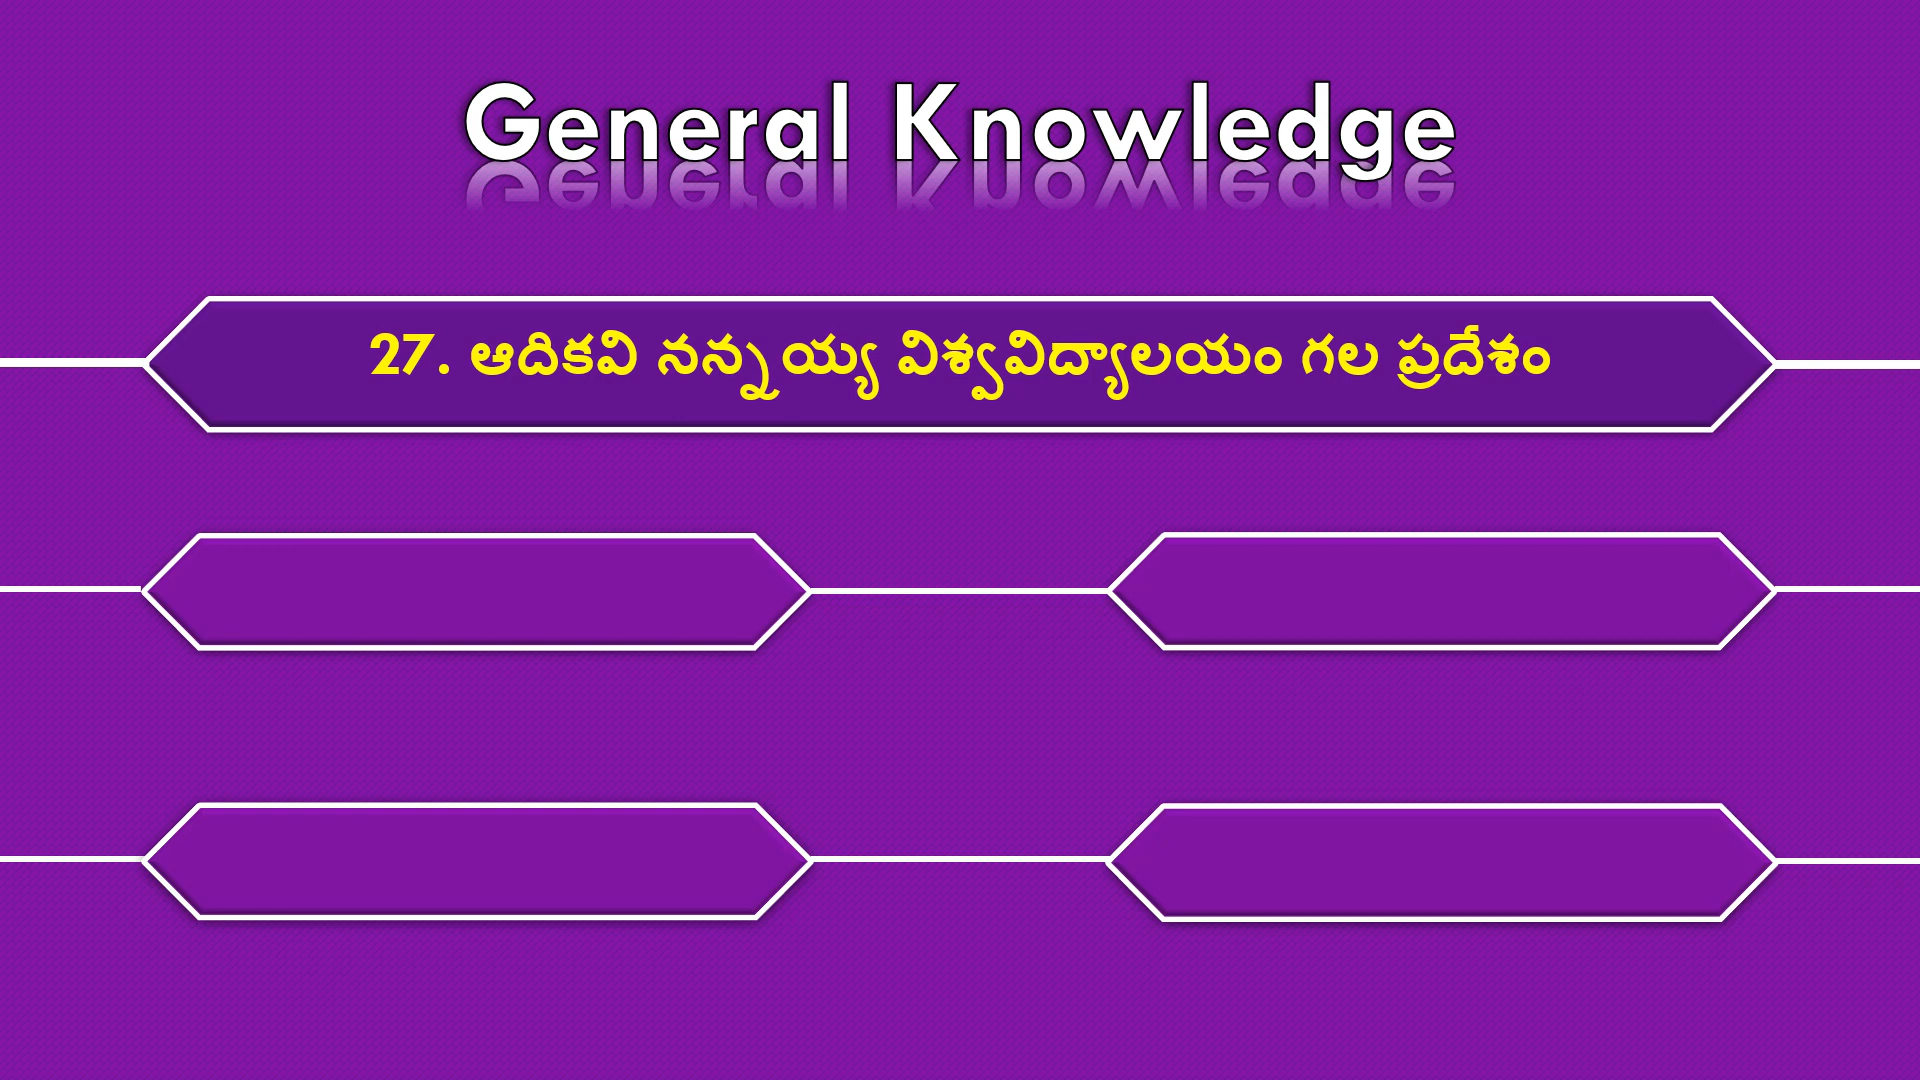 General Knowledge
27. ఆదికవి నన్నయ్య విశ్వవిద్యాలయం గల ప్రదేశం